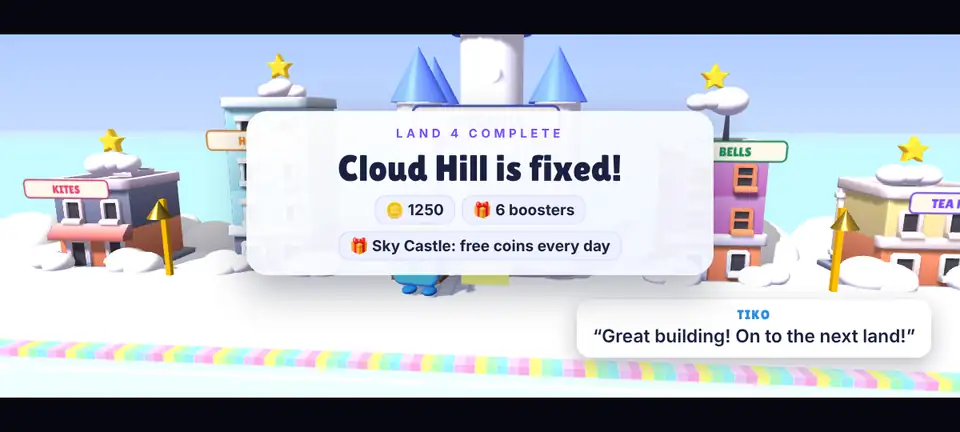 LAND 4 COMPLETE
Cloud Hill is fixed!
1250
6 boosters
Sky Castle: free coins every day
KITES
BELLS
TEA
TIKO
“Great building! On to the next land!”